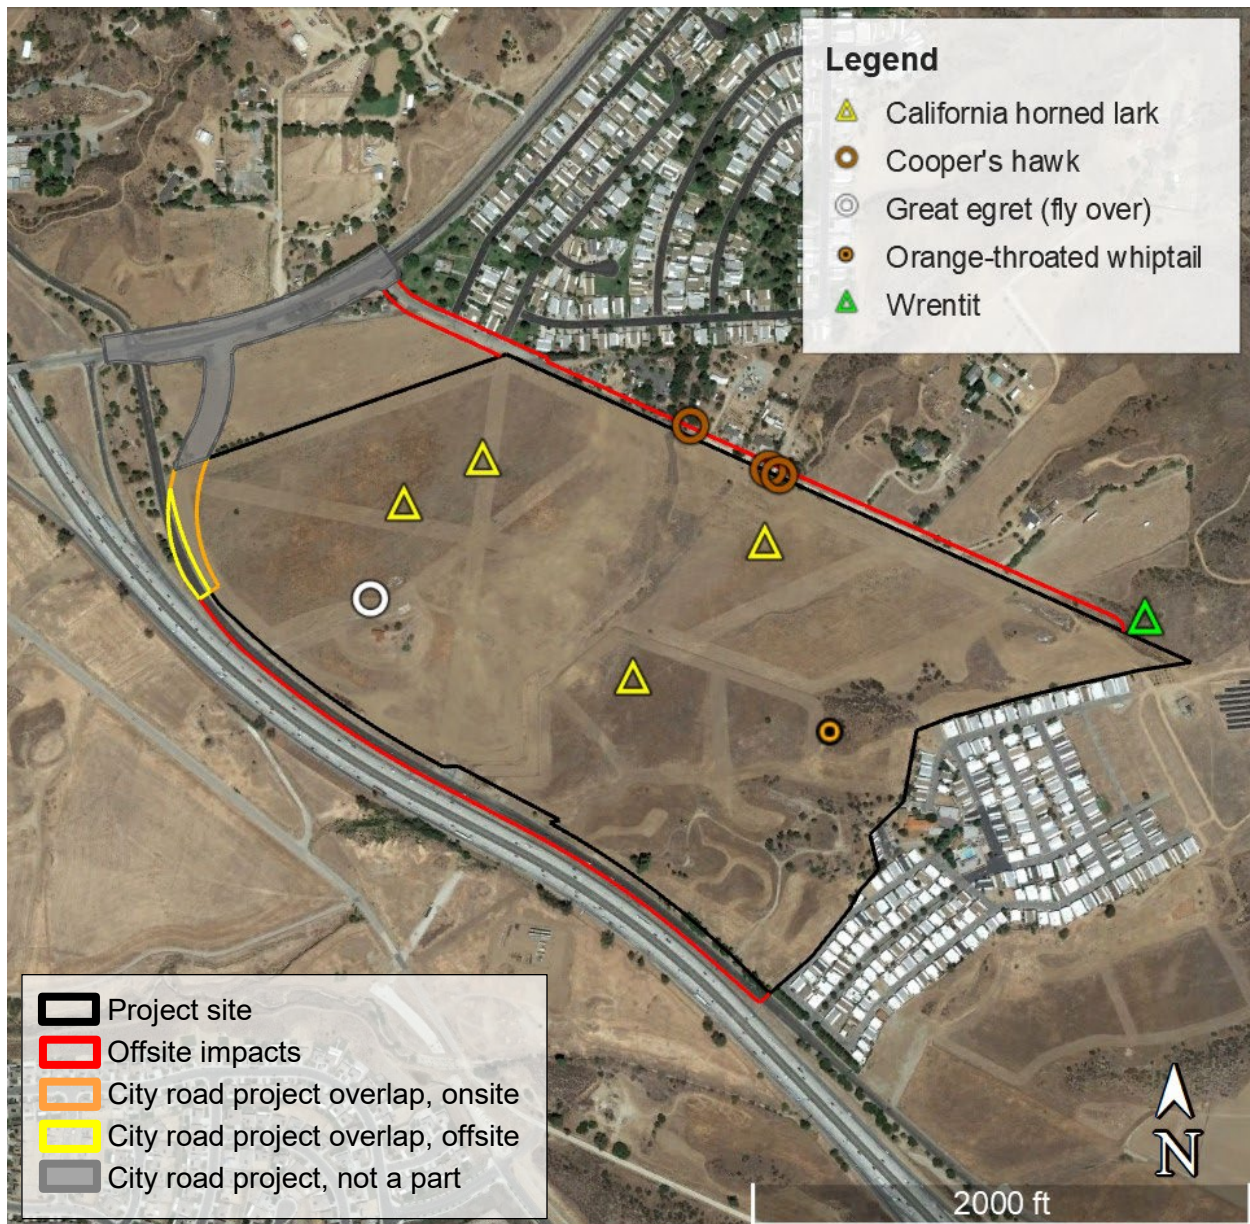 Legend
California horned lark
Cooper's hawk
Great egret (fly over)
Orange-throated whiptail
Wrentit
Project site
Offsite impacts
City road project overlap, onsite
City road project overlap, offsite
City road project, not a part
N
2000 ft